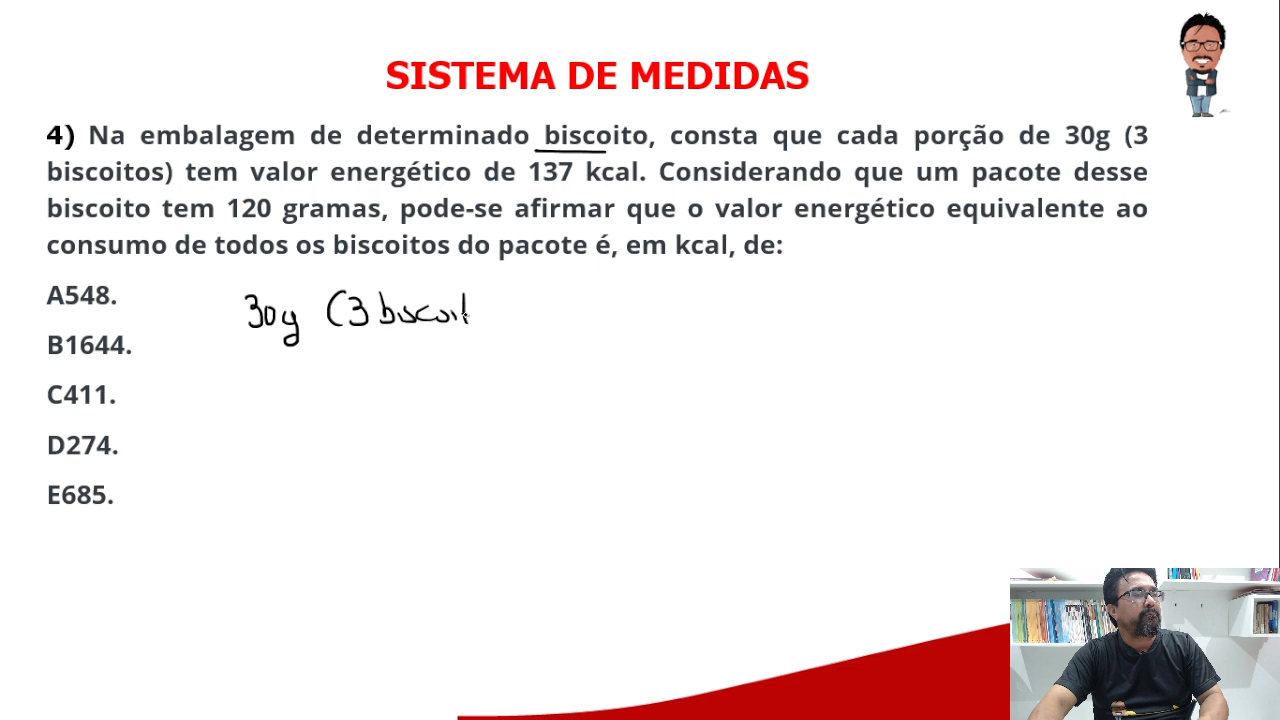 SISTEMA DE MEDIDAS
4) Na embalagem de determinado biscoito, consta que cada porção de 30g (3
biscoitos) tem valor energético de 137 kcal. Considerando que um pacote desse
biscoito tem 120 gramas, pode-se afirmar que o valor energético equivalente ao
consumo de todos os biscoitos do pacote é, em kcal, de:
A548.
30g (3 biscoit
B1644.
C411.
D274.
E685.